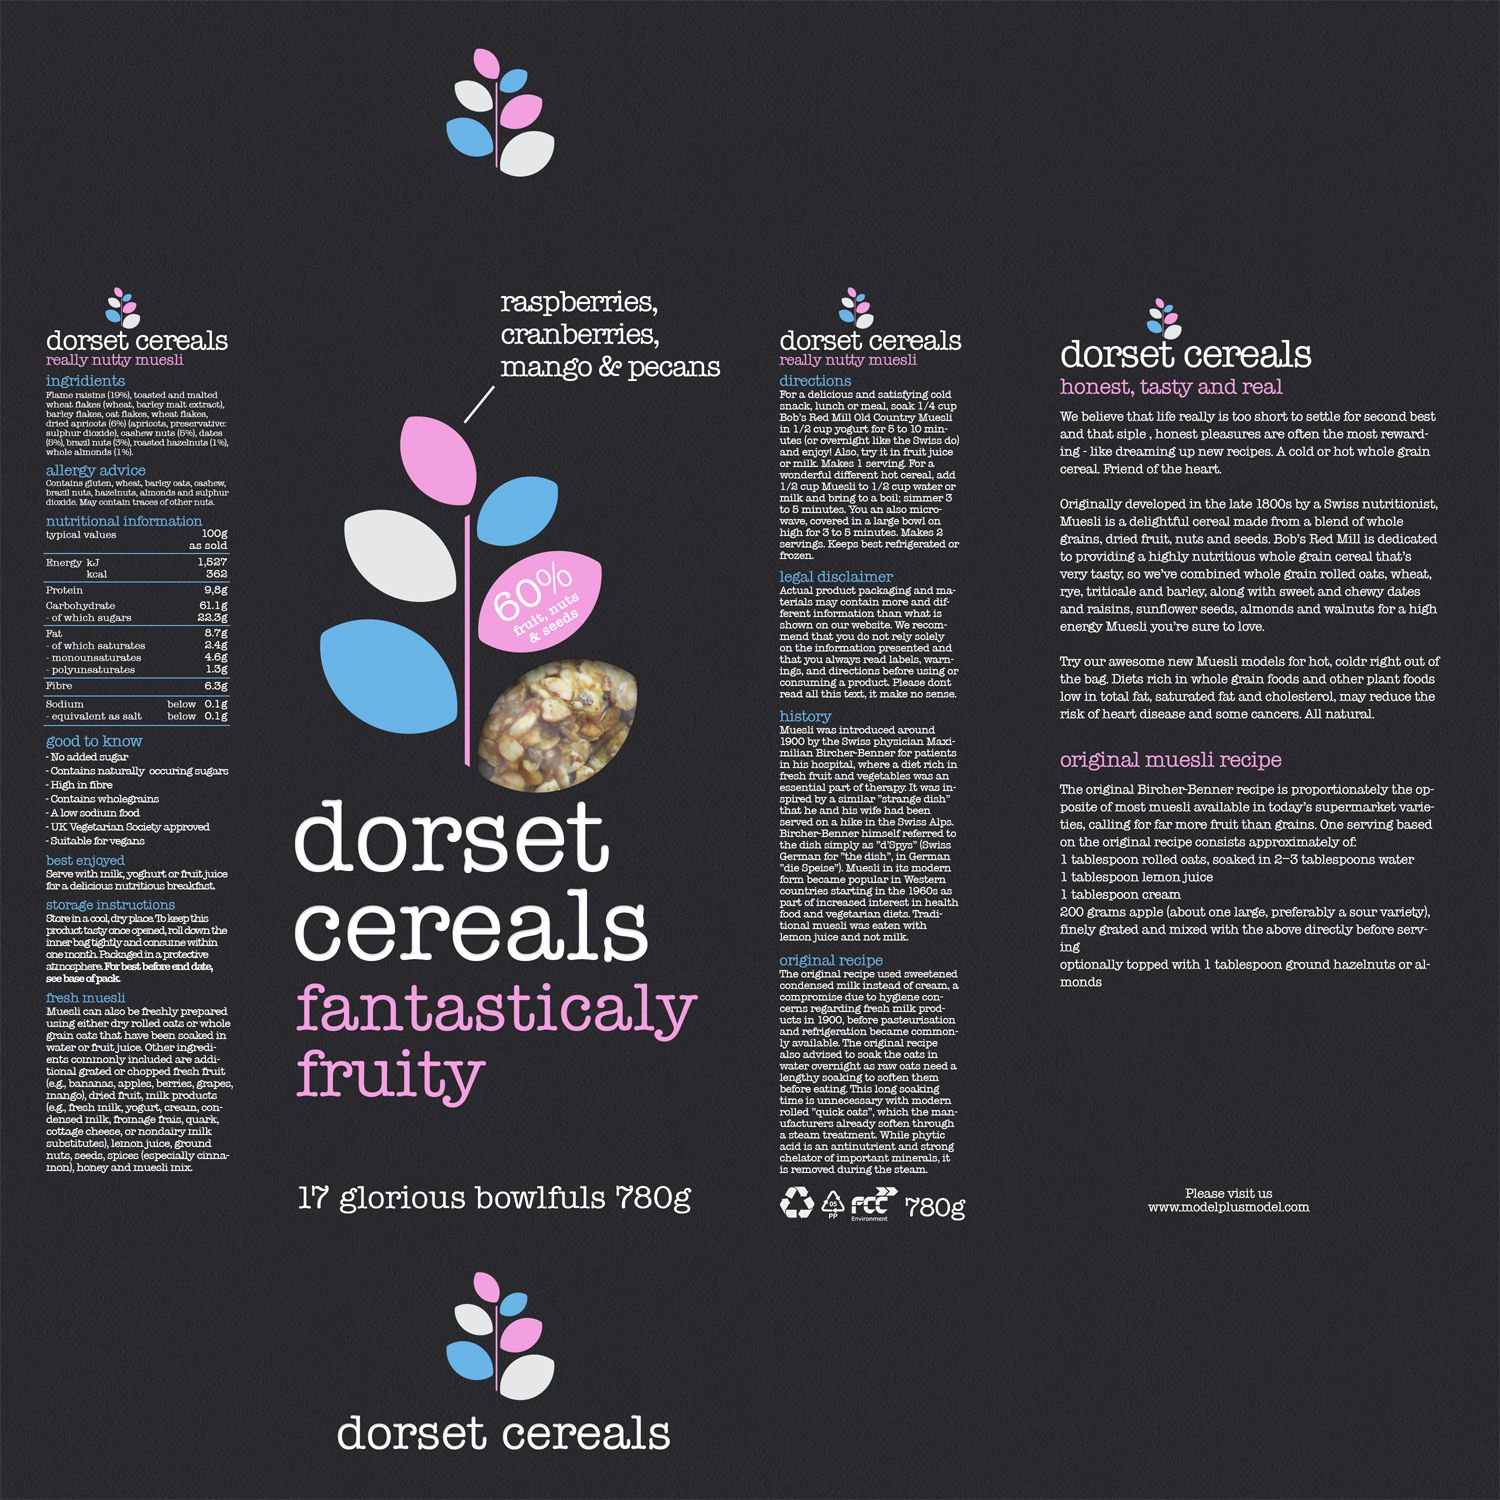 dorset cereals
really nutty muesli
ingridients
Flame raisins (19%), toasted and malted
wheat flakes (wheat, barley malt extract),
barley flakes, oat flakes, wheat flakes,
dried apricots (6%) (apricots, preservative:
sulphur dioxide), cashew nuts (5%), dates
(5%), brazil nuts (3%), roasted hazelnuts (1%),
whole almonds (1%).
allergy advice
Contains gluten, wheat, barley oats, cashew,
brazil nuts, hazelnuts, almonds and sulphur
dioxide. May contain traces of other nuts.
nutritional information
typical values 100g
as sold
Energy kJ 1,527
kcal 362
Protein 9,8g
Carbohydrate 61.1g
- of which sugars 22.3g
Fat 8.7g
- of which saturates 2.4g
- monounsaturates 4.6g
- polyunsaturates 1.3g
Fibre 6.3g
Sodium below 0.1g
- equivalent as salt below 0.1g
good to know
- No added sugar
- Contains naturally occuring sugars
- High in fibre
- Contains wholegrains
- A low sodium food
- UK Vegetarian Society approved
- Suitable for vegans
best enjoyed
Serve with milk, yoghurt or fruit juice
for a delicious nutritious breakfast.
storage instructions
Store in a cool, dry place. To keep this
product tasty once opened, roll down the
inner bag tightly and consume within
one month. Packaged in a protective
atmosphere. For best before end date,
see base of pack.
fresh muesli
Muesli can also be freshly prepared
using either dry rolled oats or whole
grain oats that have been soaked in
water or fruit juice. Other ingredi-
ents commonly included are addi-
tional grated or chopped fresh fruit
(e.g., bananas, apples, berries, grapes,
mango), dried fruit, milk products
(e.g., fresh milk, yogurt, cream, con-
densed milk, fromage frais, quark,
cottage cheese, or nondairy milk
substitutes), lemon juice, ground
nuts, seeds, spices (especially cinna-
mon), honey and muesli mix.
raspberries,
cranberries,
mango & pecans
60%
fruit, nuts
& seeds
dorset
cereals
fantasticaly
fruity
17 glorious bowlfuls 780g
dorset cereals
dorset cereals
really nutty muesli
directions
For a delicious and satisfying cold
snack, lunch or meal, soak 1/4 cup
Bob's Red Mill Old Country Muesli
in 1/2 cup yogurt for 5 to 10 min-
utes (or overnight like the Swiss do)
and enjoy! Also, try it in fruit juice
or milk. Makes 1 serving. For a
wonderful different hot cereal, add
1/2 cup Muesli to 1/2 cup water or
milk and bring to a boil; simmer 3
to 5 minutes. You an also micro-
wave, covered in a large bowl on
high for 3 to 5 minutes. Makes 2
servings. Keeps best refrigerated or
frozen.
legal disclaimer
Actual product packaging and ma-
terials may contain more and dif-
ferent information than what is
shown on our website. We recom-
mend that you do not rely solely
on the information presented and
that you always read labels, warn-
ings, and directions before using or
consuming a product. Please dont
read all this text, it make no sense.
history
Muesli was introduced around
1900 by the Swiss physician Maxi-
milian Bircher-Benner for patients
in his hospital, where a diet rich in
fresh fruit and vegetables was an
essential part of therapy. It was in-
spired by a similar "strange dish"
that he and his wife had been
served on a hike in the Swiss Alps.
Bircher-Benner himself referred to
the dish simply as "d'Spys" (Swiss
German for "the dish", in German
"die Speise"). Muesli in its modern
form became popular in Western
countries starting in the 1960s as
part of increased interest in health
food and vegetarian diets. Tradi-
tional muesli was eaten with
lemon juice and not milk.
original recipe
The original recipe used sweetened
condensed milk instead of cream, a
compromise due to hygiene con-
cerns regarding fresh milk prod-
ucts in 1900, before pasteurisation
and refrigeration became common-
ly available. The original recipe
also advised to soak the oats in
water overnight as raw oats need a
lengthy soaking to soften them
before eating. This long soaking
time is unnecessary with modern
rolled "quick oats", which the man-
ufacturers already soften through
a steam treatment. While phytic
acid is an antinutrient and strong
chelator of important minerals, it
is removed during the steam.
05
PP
FCC
Environment
780g
dorset cereals
honest, tasty and real
We believe that life really is too short to settle for second best
and that siple , honest pleasures are often the most reward-
ing - like dreaming up new recipes. A cold or hot whole grain
cereal. Friend of the heart.
Originally developed in the late 1800s by a Swiss nutritionist,
Muesli is a delightful cereal made from a blend of whole
grains, dried fruit, nuts and seeds. Bob's Red Mill is dedicated
to providing a highly nutritious whole grain cereal that's
very tasty, so we've combined whole grain rolled oats, wheat,
rye, triticale and barley, along with sweet and chewy dates
and raisins, sunflower seeds, almonds and walnuts for a high
energy Muesli you're sure to love.
Try our awesome new Muesli models for hot, coldr right out of
the bag. Diets rich in whole grain foods and other plant foods
low in total fat, saturated fat and cholesterol, may reduce the
risk of heart disease and some cancers. All natural.
original muesli recipe
The original Bircher-Benner recipe is proportionately the op-
posite of most muesli available in today's supermarket varie-
ties, calling for far more fruit than grains. One serving based
on the original recipe consists approximately of:
1 tablespoon rolled oats, soaked in 2–3 tablespoons water
1 tablespoon lemon juice
1 tablespoon cream
200 grams apple (about one large, preferably a sour variety),
finely grated and mixed with the above directly before serv-
ing
optionally topped with 1 tablespoon ground hazelnuts or al-
monds
Please visit us
www.modelplusmodel.com